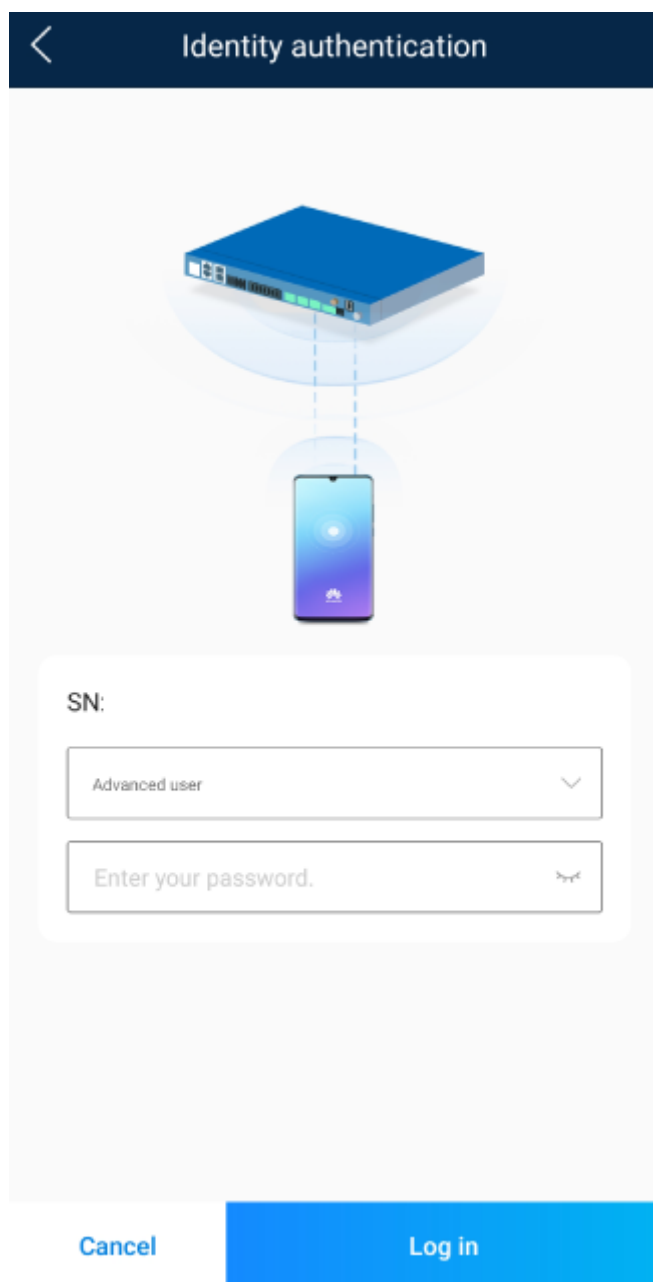 Identity authentication
SN:
Advanced user
Enter your password.
Cancel
Log in